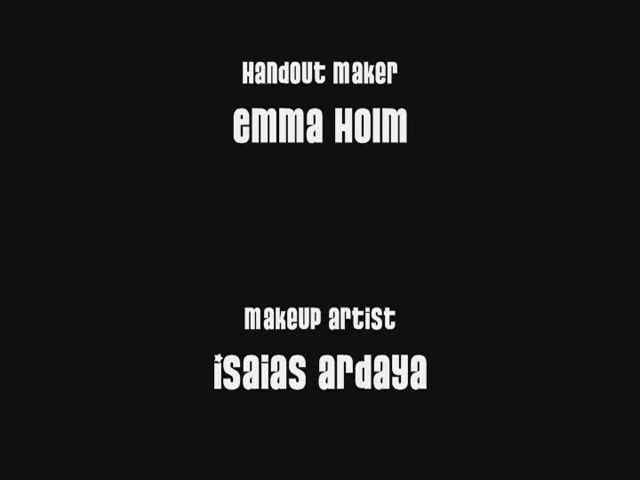 Handout maker
emma Holm
makeup artist
isaias ardaya